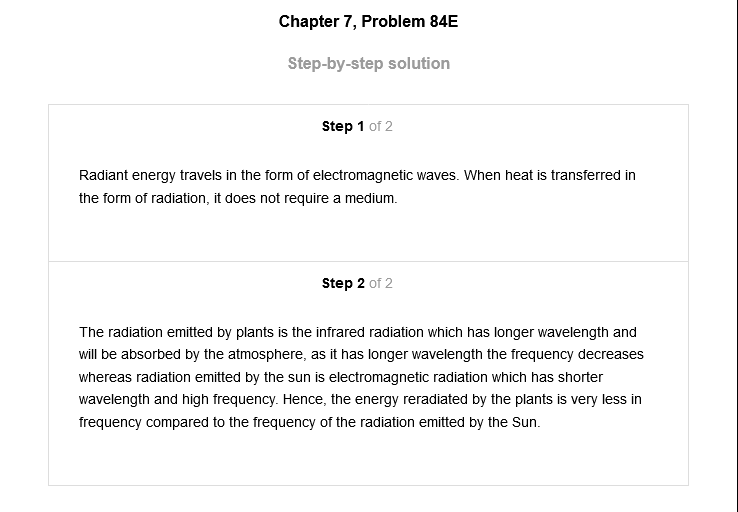 Chapter 7, Problem 84E
Step-by-step solution
Step 1 of 2
Radiant energy travels in the form of electromagnetic waves. When heat is transferred in
the form of radiation, it does not require a medium.
Step 2 of 2
The radiation emitted by plants is the infrared radiation which has longer wavelength and
will be absorbed by the atmosphere, as it has longer wavelength the frequency decreases
whereas radiation emitted by the sun is electromagnetic radiation which has shorter
wavelength and high frequency. Hence, the energy reradiated by the plants is very less in
frequency compared to the frequency of the radiation emitted by the Sun.